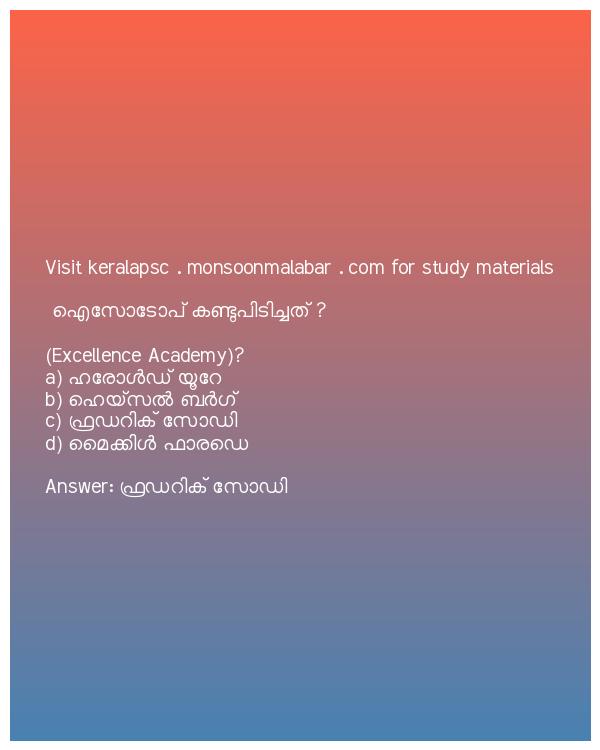 Visit keralapsc . monsoonmalabar . com for study materials
ഐസോടോപ് കണ്ടുപിടിച്ചത് ?
(Excellence Academy)?
a) ഹരോൾഡ് യൂറേ
b) ഹെയ്സൽ ബർഗ്
c) ഫ്രഡറിക് സോഡി
d) മൈക്കിൾ ഫാരഡെ
Answer: ഫ്രഡറിക് സോഡി